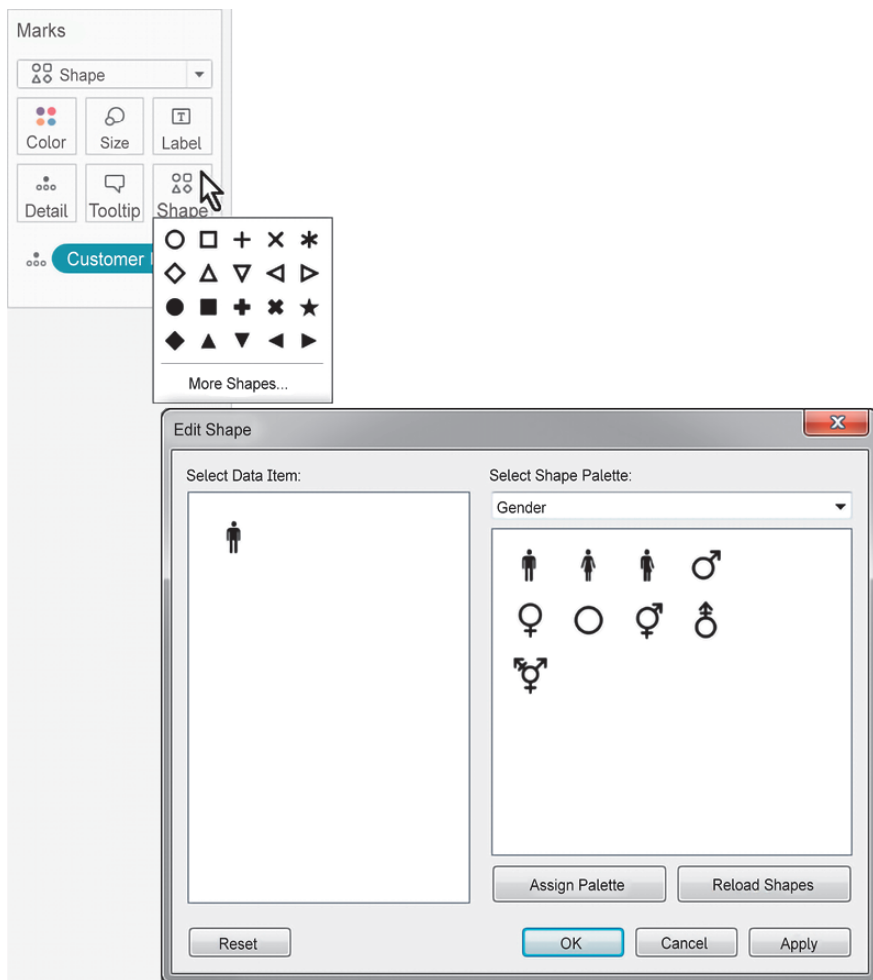 Marks
Shape
Color Size Label
Detail Tooltip Shape
Customer
More Shapes...
Edit Shape
Select Data Item:
Select Shape Palette:
Gender
Assign Palette Reload Shapes
Reset OK Cancel Apply